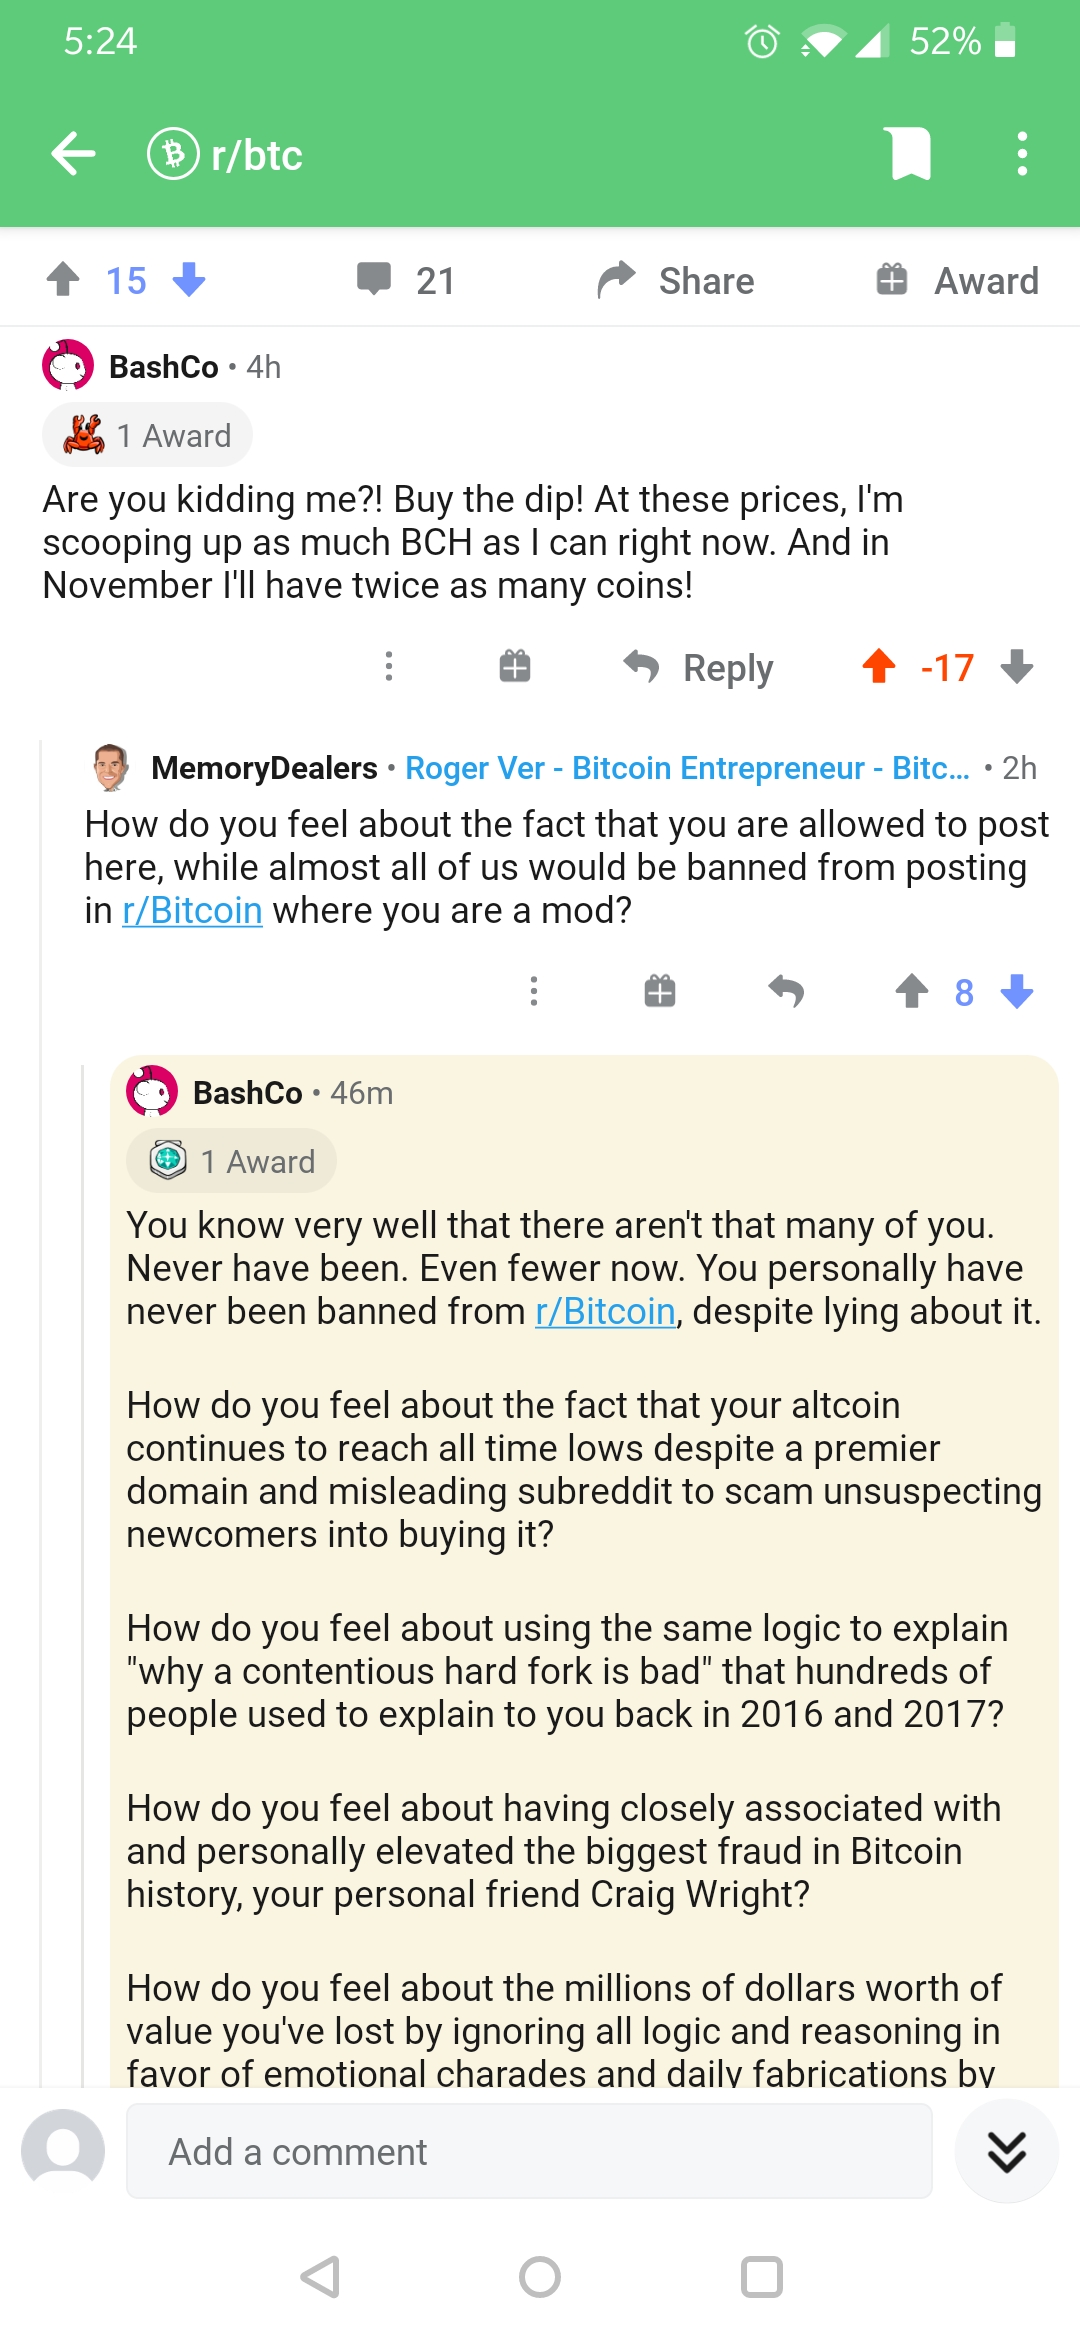 5:24
52%
r/btc
15
21
Share
Award
BashCo • 4h
1 Award
Are you kidding me?! Buy the dip! At these prices, I'm
scooping up as much BCH as I can right now. And in
November I'll have twice as many coins!
Reply
-17
MemoryDealers • Roger Ver - Bitcoin Entrepreneur - Bitc... • 2h
How do you feel about the fact that you are allowed to post
here, while almost all of us would be banned from posting
in r/Bitcoin where you are a mod?
8
BashCo • 46m
1 Award
You know very well that there aren't that many of you.
Never have been. Even fewer now. You personally have
never been banned from r/Bitcoin, despite lying about it.
How do you feel about the fact that your altcoin
continues to reach all time lows despite a premier
domain and misleading subreddit to scam unsuspecting
newcomers into buying it?
How do you feel about using the same logic to explain
"why a contentious hard fork is bad" that hundreds of
people used to explain to you back in 2016 and 2017?
How do you feel about having closely associated with
and personally elevated the biggest fraud in Bitcoin
history, your personal friend Craig Wright?
How do you feel about the millions of dollars worth of
value you've lost by ignoring all logic and reasoning in
favor of emotional charades and daily fabrications by
Add a comment